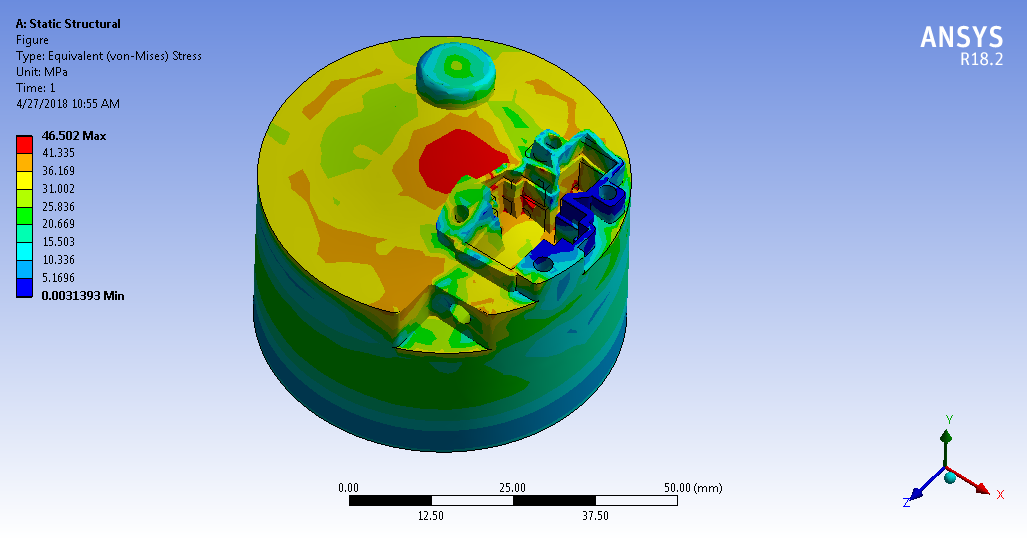 A: Static Structural
Figure
Type: Equivalent (von-Mises) Stress
Unit: MPa
Time: 1
4/27/2018 10:55 AM
46.502 Max
41.335
36.169
31.002
25.836
20.669
15.503
10.336
5.1696
0.0031393 Min
ANSYS
R18.2
0.00 25.00 50.00 (mm)
12.50 37.50
Y
X
Z